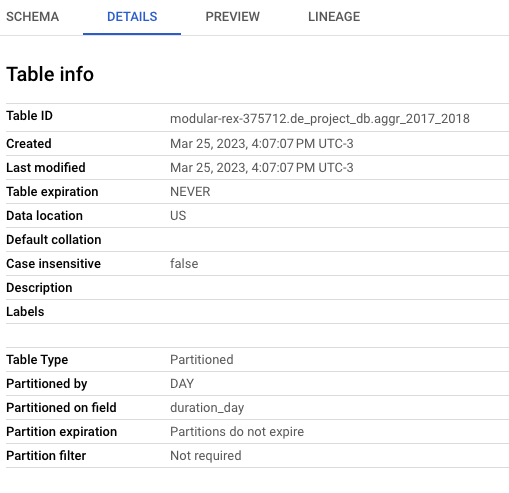 SCHEMA DETAILS PREVIEW LINEAGE
Table info
Table ID modular-rex-375712.de_project_db.aggr_2017_2018
Created Mar 25, 2023, 4:07:07 PM UTC-3
Last modified Mar 25, 2023, 4:07:07 PM UTC-3
Table expiration NEVER
Data location US
Default collation
Case insensitive false
Description
Labels
Table Type Partitioned
Partitioned by DAY
Partitioned on field duration_day
Partition expiration Partitions do not expire
Partition filter Not required